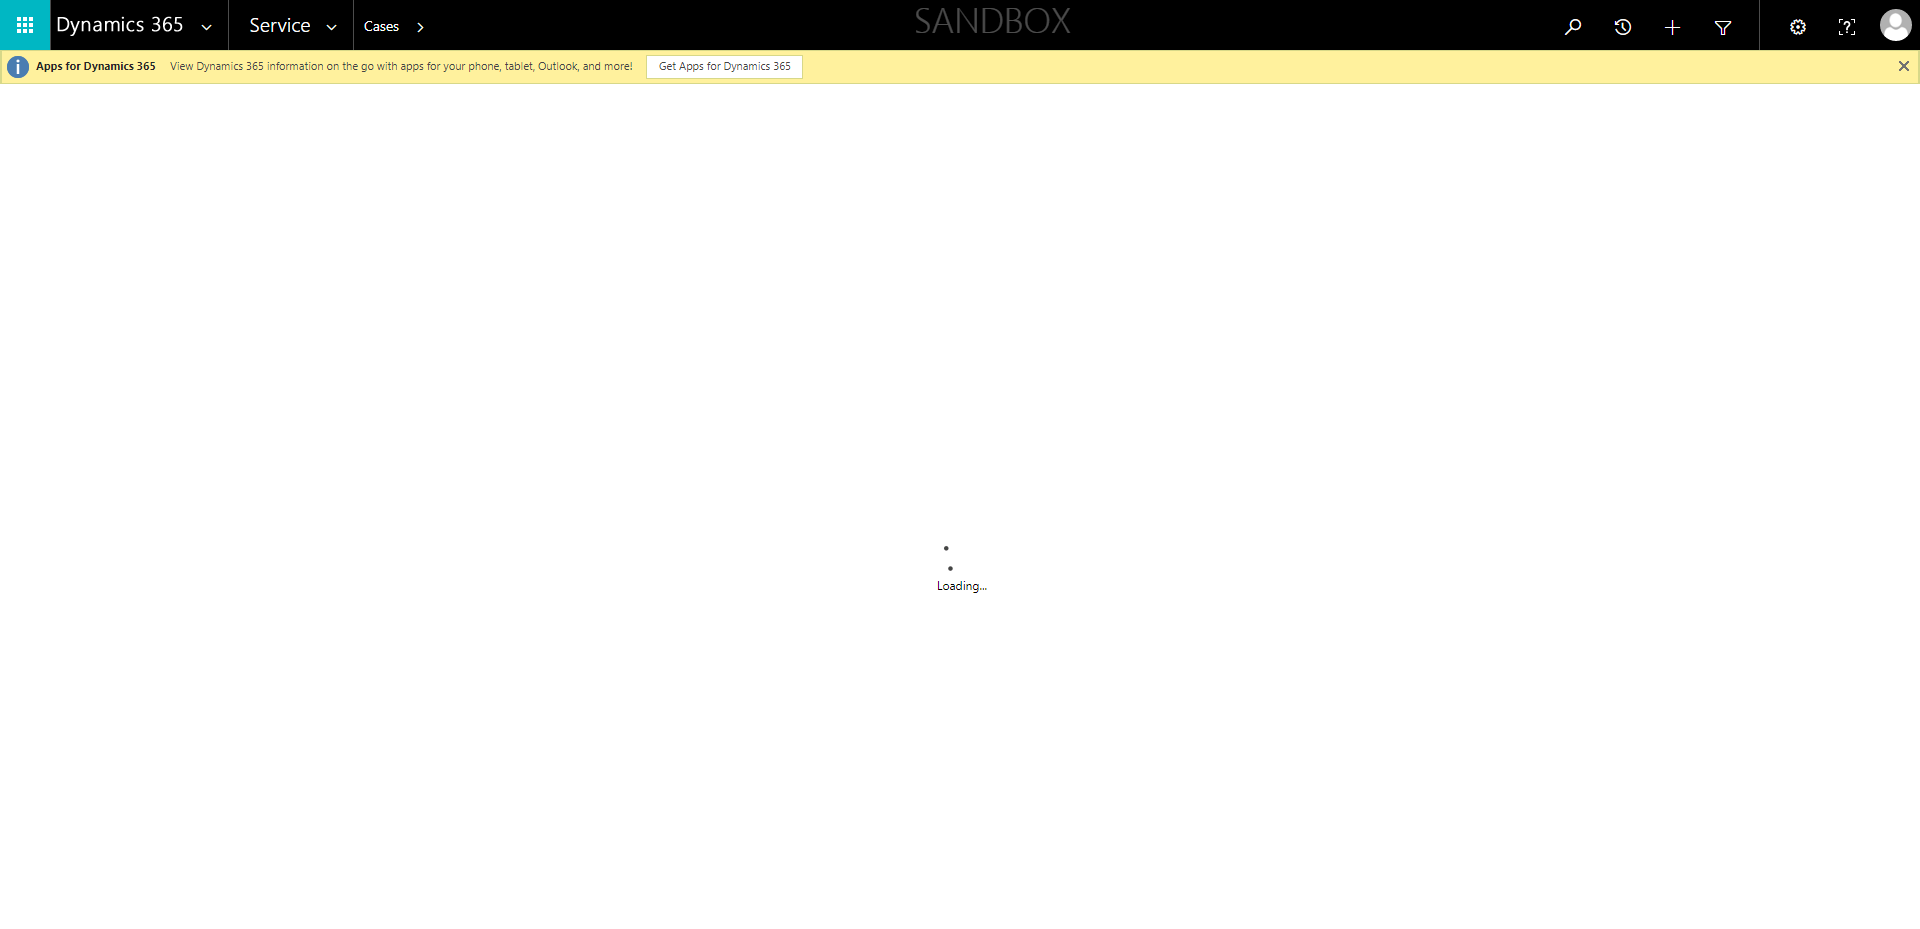 Dynamics 365 Service Cases SANDBOX
Apps for Dynamics 365 View Dynamics 365 information on the go with apps for your phone, tablet, Outlook, and more! Get Apps for Dynamics 365
Loading...